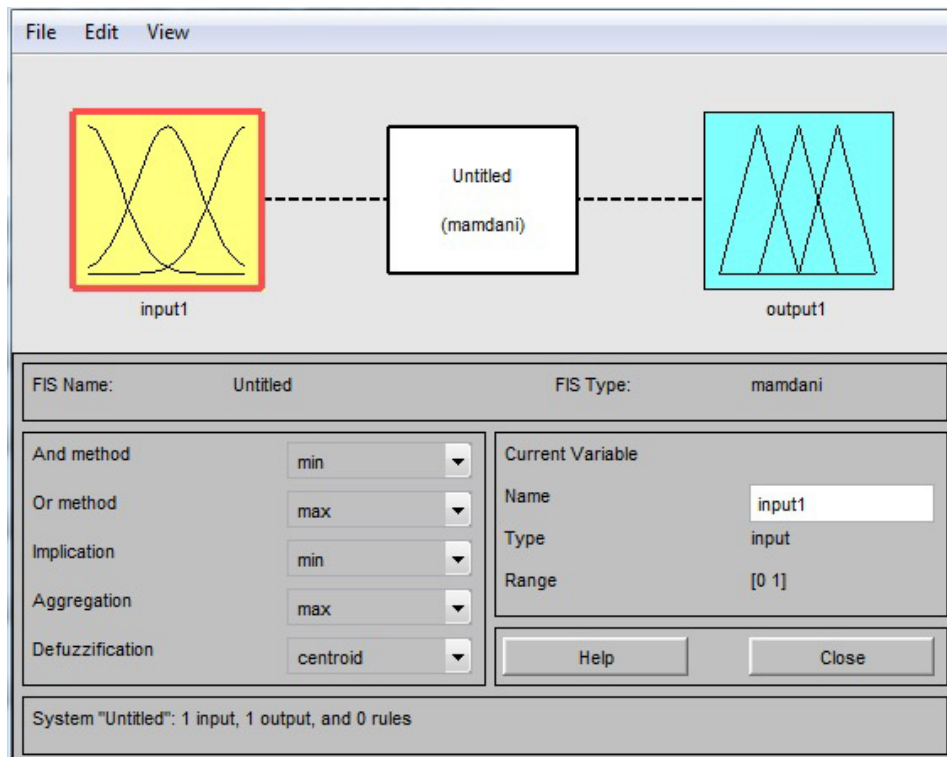 File Edit View
Untitled
(mamdani)
input1 output1
FIS Name: Untitled FIS Type: mamdani
And method min
Or method max
Implication min
Aggregation max
Defuzzification centroid
Current Variable
Name input1
Type input
Range [0 1]
Help Close
System "Untitled": 1 input, 1 output, and 0 rules